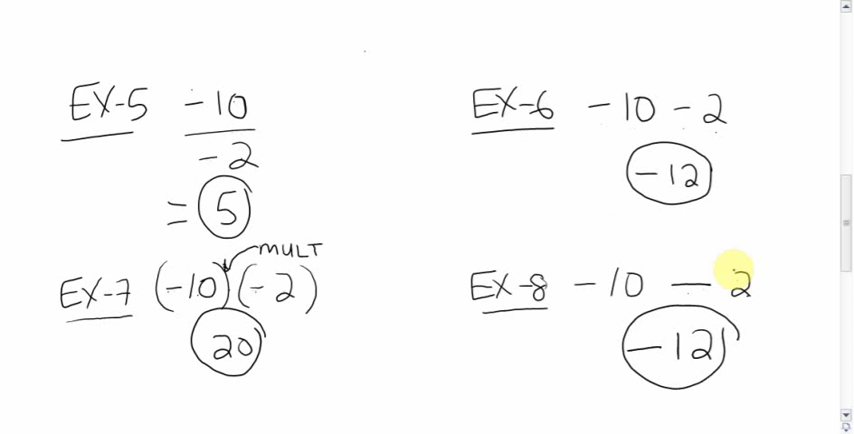 EX-5 -10
-2
= 5
EX-6 -10 - 2
-12
MULT
EX-7 (-10)(-2)
20
EX-8 -10 — 2
-12